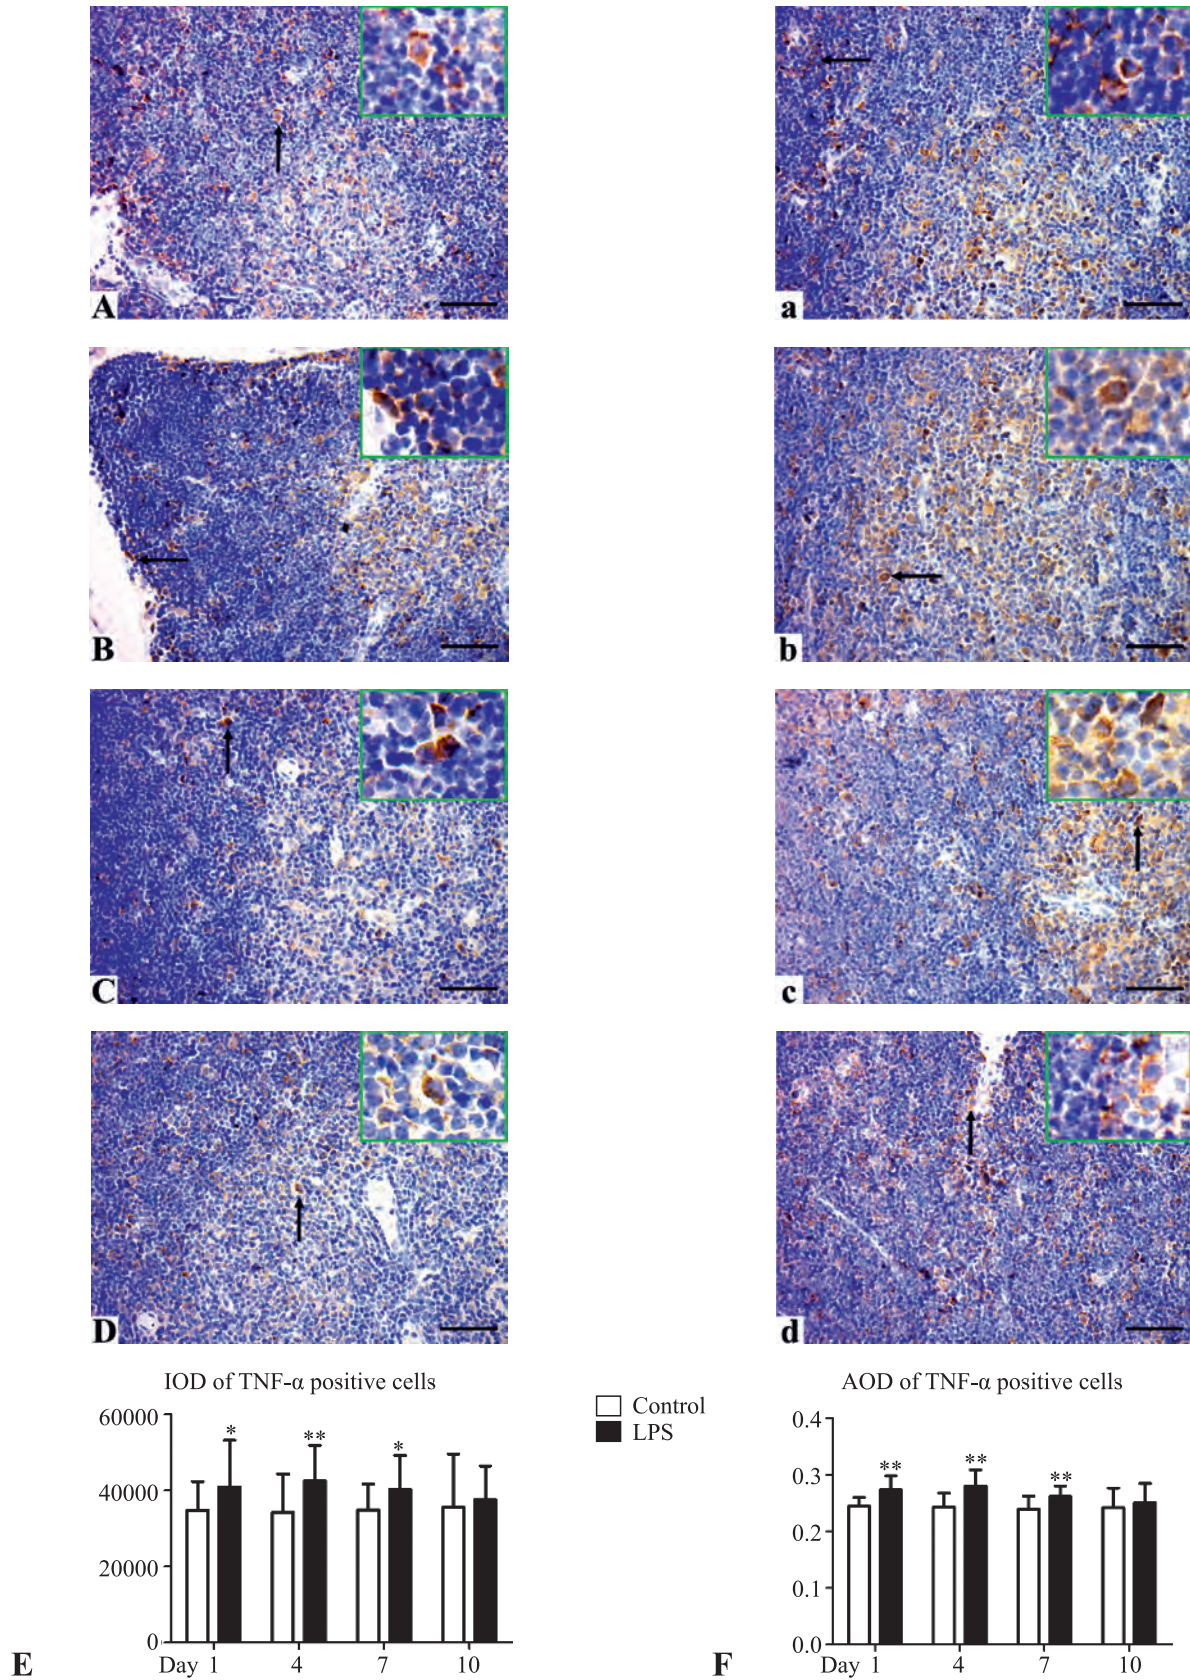 A
a
B
b
C
c
D
d
IOD of TNF-α positive cells
60000
40000
20000
0
* ** *
Day 1 4 7 10
E
Control
LPS
AOD of TNF-α positive cells
0.4
0.3
0.2
0.1
0.0
** ** **
Day 1 4 7 10
F